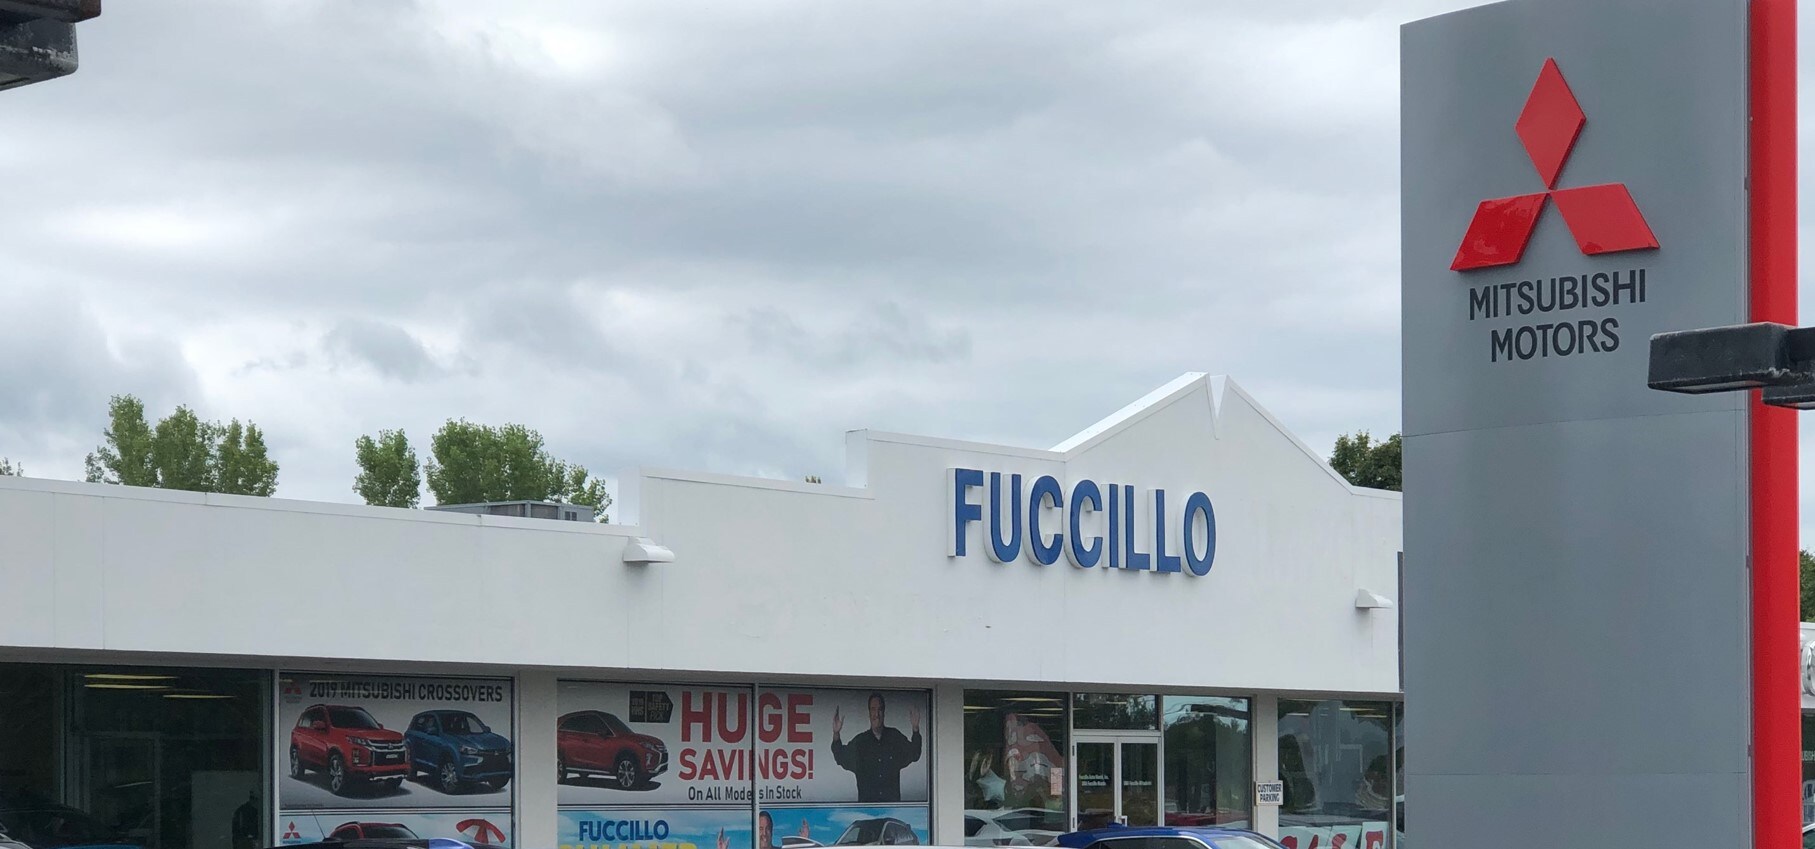 MITSUBISHI
MOTORS
FUCCILLO
2019 MITSUBISHI CROSSOVERS
HUGE
SAVINGS!
On All Models In Stock
FUCCILLO
CUSTOMER
PARKING